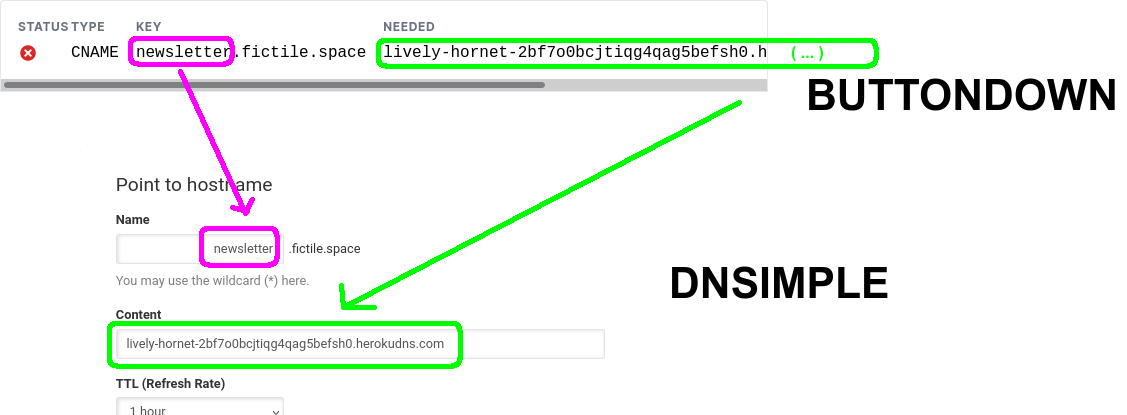 STATUS TYPE KEY NEEDED
CNAME newsletter.fictile.space lively-hornet-2bf7o0bcjtiqg4qag5befsh0.h (...)
BUTTONDOWN
Point to hostname
Name
newsletter .fictile.space
You may use the wildcard (*) here.
DNSIMPLE
Content
lively-hornet-2bf7o0bcjtiqg4qag5befsh0.herokudns.com
TTL (Refresh Rate)
1 hour